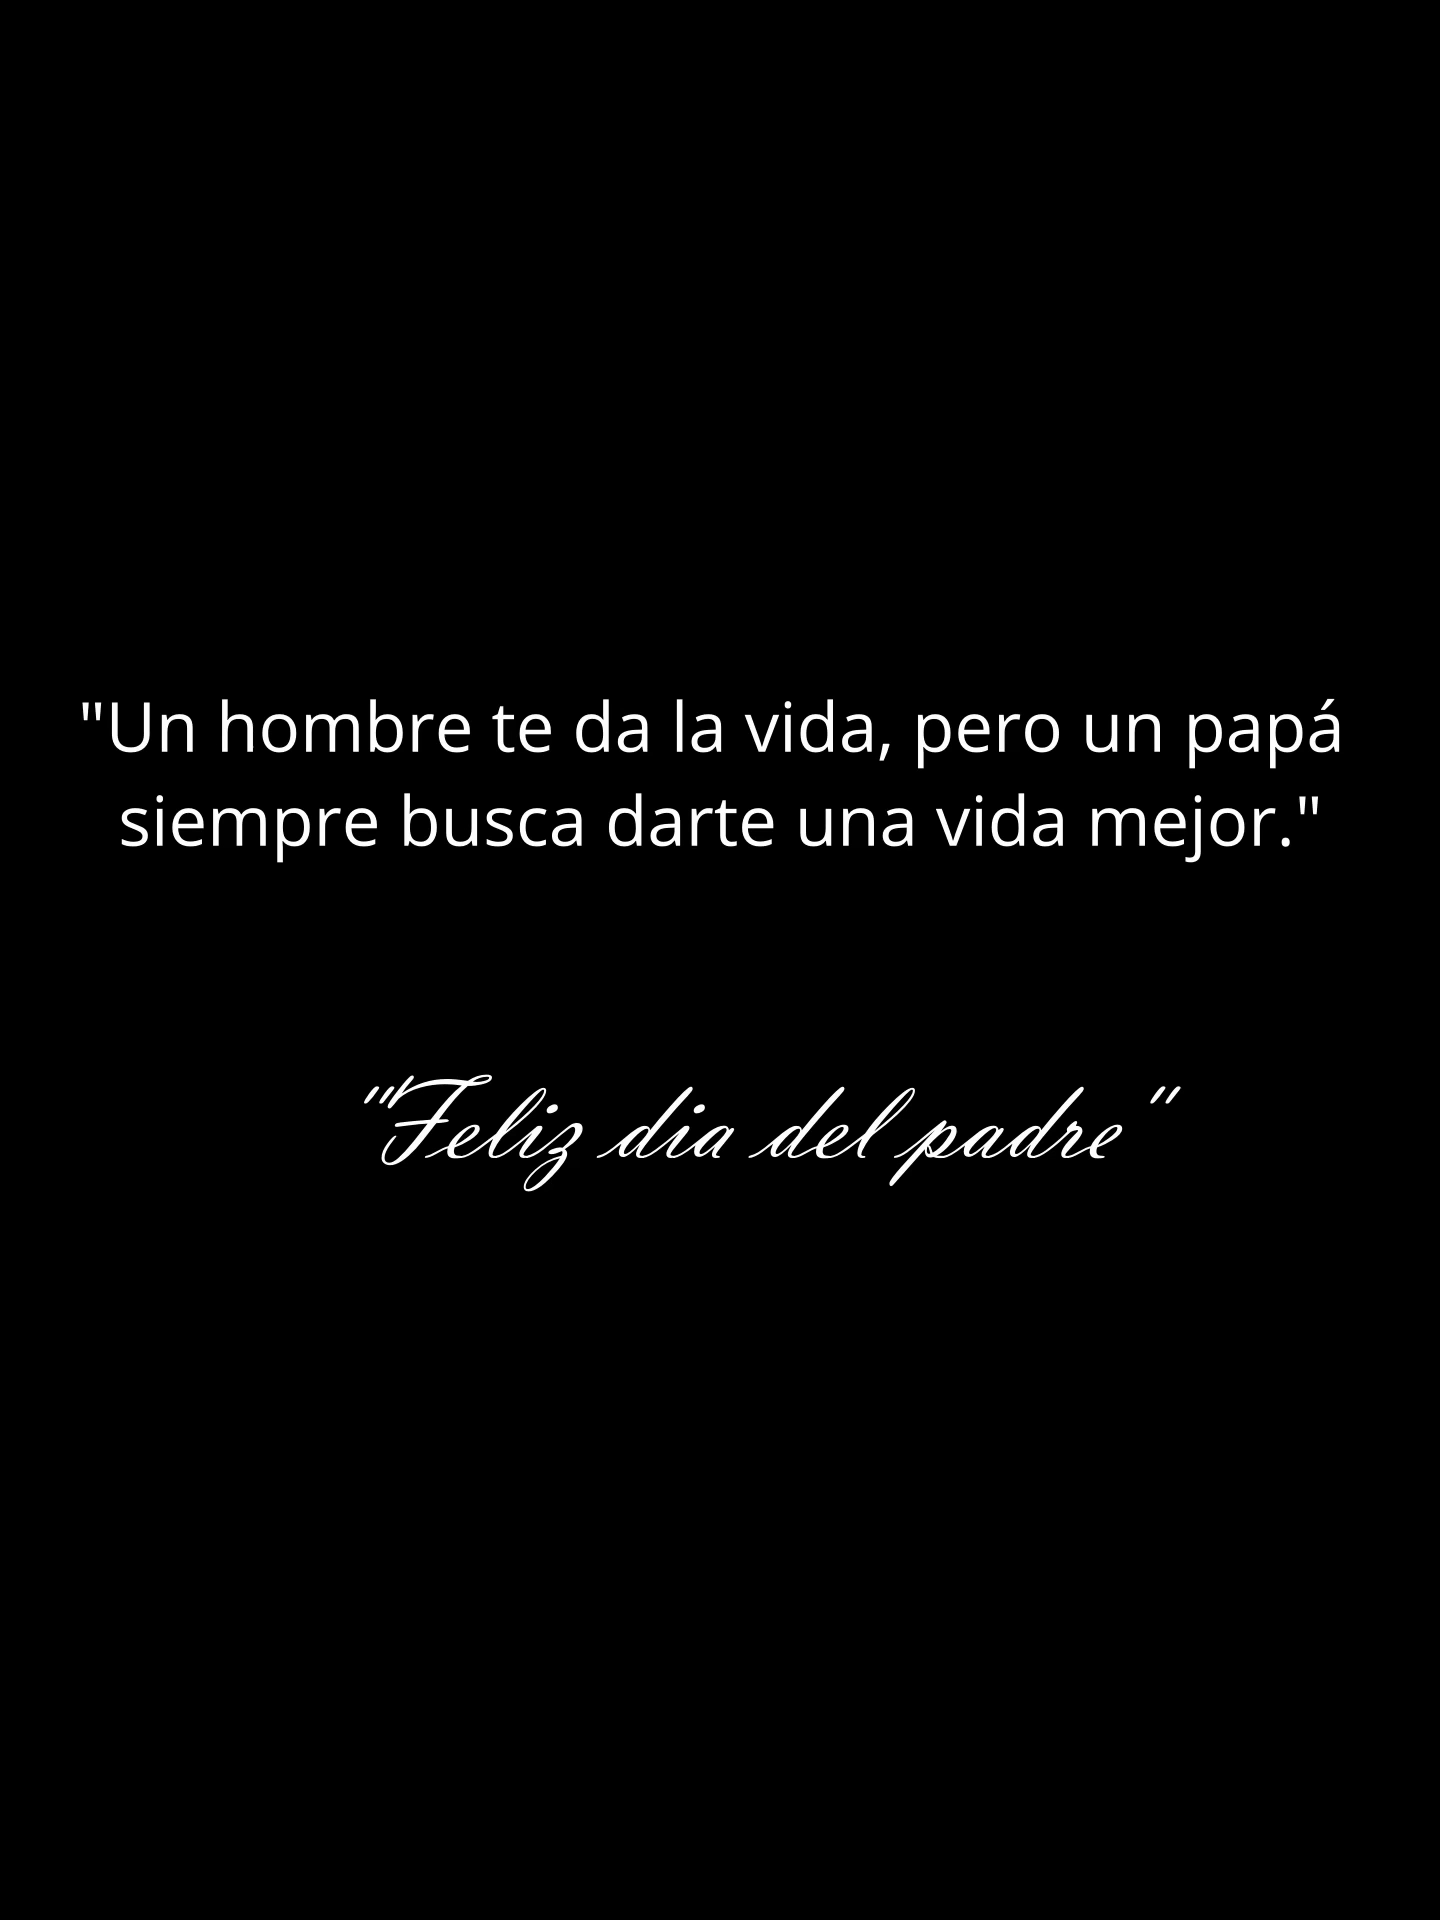 "Un hombre te da la vida, pero un papá
siempre busca darte una vida mejor."
"Feliz dia del padre"